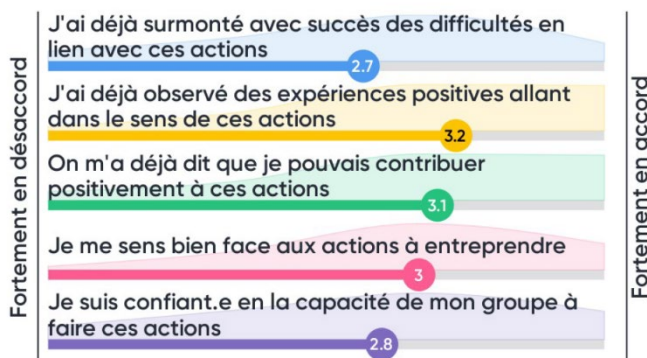 Fortement en désaccord
J'ai déjà surmonté avec succès des difficultés en
lien avec ces actions
2.7
J'ai déjà observé des expériences positives allant
dans le sens de ces actions
3.2
On m'a déjà dit que je pouvais contribuer
positivement à ces actions
3.1
Je me sens bien face aux actions à entreprendre
3
Je suis confiant.e en la capacité de mon groupe à
faire ces actions
2.8
Fortement en accord